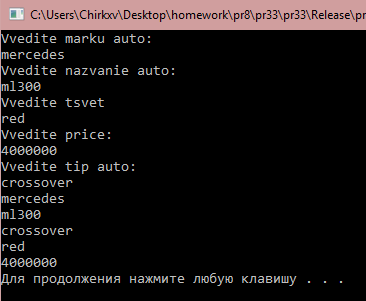 C:\Users\Chirkxv\Desktop\homework\pr8\pr33\pr33\Release\pr
Vvedite marku auto:
mercedes
Vvedite nazvanie auto:
ml300
Vvedite tsvet
red
Vvedite price:
4000000
Vvedite tip auto:
crossover
mercedes
ml300
crossover
red
4000000
Для продолжения нажмите любую клавишу . . .